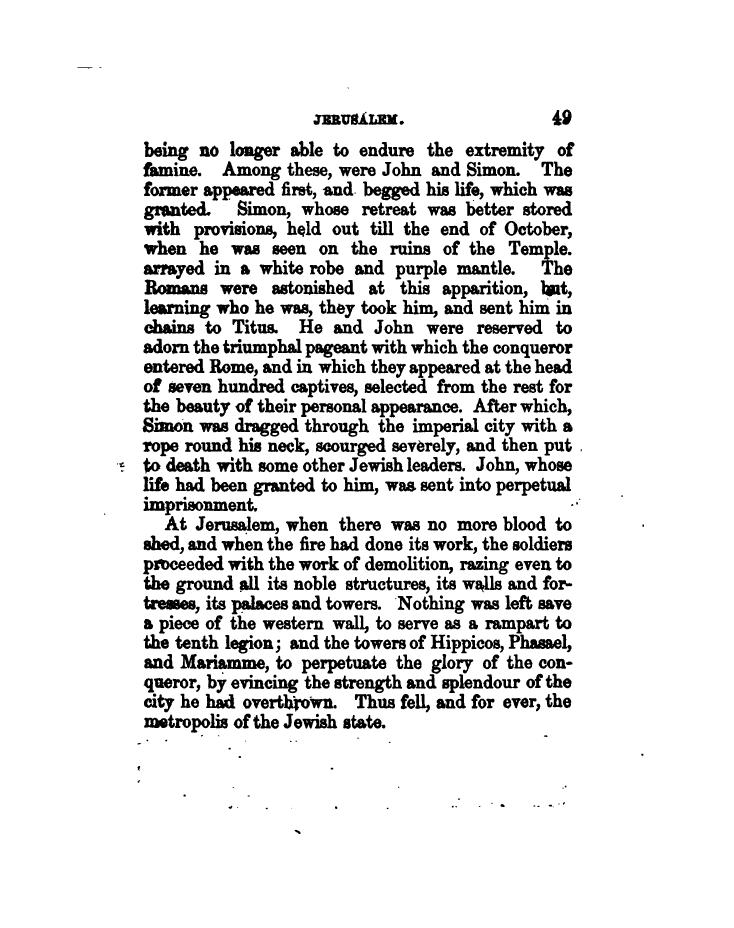 JERUSALEM. 49
being no longer able to endure the extremity of
famine. Among these, were John and Simon. The
former appeared first, and begged his life, which was
granted. Simon, whose retreat was better stored
with provisions, held out till the end of October,
when he was seen on the ruins of the Temple.
arrayed in a white robe and purple mantle. The
Romans were astonished at this apparition, but,
learning who he was, they took him, and sent him in
chains to Titus. He and John were reserved to
adorn the triumphal pageant with which the conqueror
entered Rome, and in which they appeared at the head
of seven hundred captives, selected from the rest for
the beauty of their personal appearance. After which,
Simon was dragged through the imperial city with a
rope round his neck, scourged severely, and then put
to death with some other Jewish leaders. John, whose
life had been granted to him, was sent into perpetual
imprisonment.
At Jerusalem, when there was no more blood to
shed, and when the fire had done its work, the soldiers
proceeded with the work of demolition, razing even to
the ground all its noble structures, its walls and for-
tresses, its palaces and towers. Nothing was left save
a piece of the western wall, to serve as a rampart to
the tenth legion; and the towers of Hippicos, Phasael,
and Mariamme, to perpetuate the glory of the con-
queror, by evincing the strength and splendour of the
city he had overthrown. Thus fell, and for ever, the
metropolis of the Jewish state.